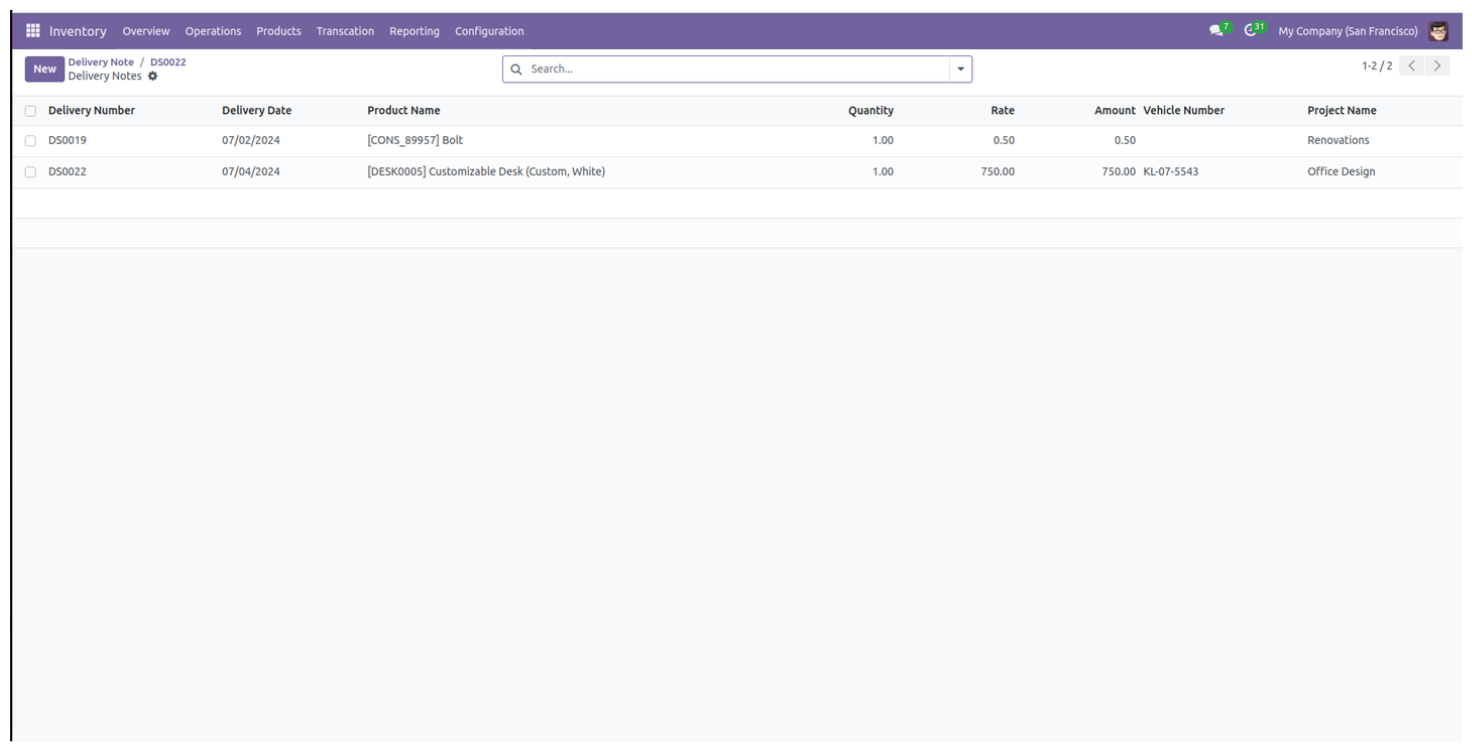 Inventory Overview Operations Products Transcation Reporting Configuration 7 31 My Company (San Francisco)
New Delivery Note / DS0022
Delivery Notes
Search...
1-2 / 2
Delivery Number Delivery Date Product Name Quantity Rate Amount Vehicle Number Project Name
DS0019 07/02/2024 [CONS_89957] Bolt 1.00 0.50 0.50 Renovations
DS0022 07/04/2024 [DESK0005] Customizable Desk (Custom, White) 1.00 750.00 750.00 KL-07-5543 Office Design